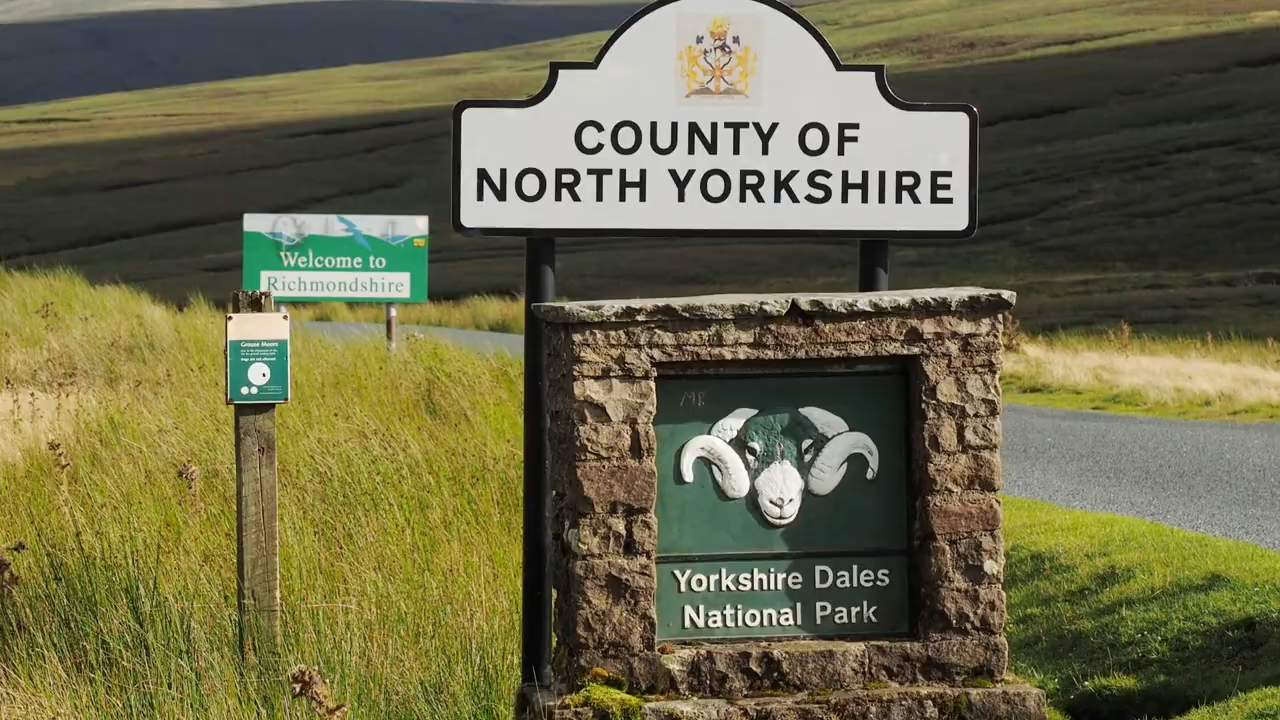 COUNTY OF
NORTH YORKSHIRE
Welcome to
Richmondshire
Grouse Moors
Yorkshire Dales
National Park